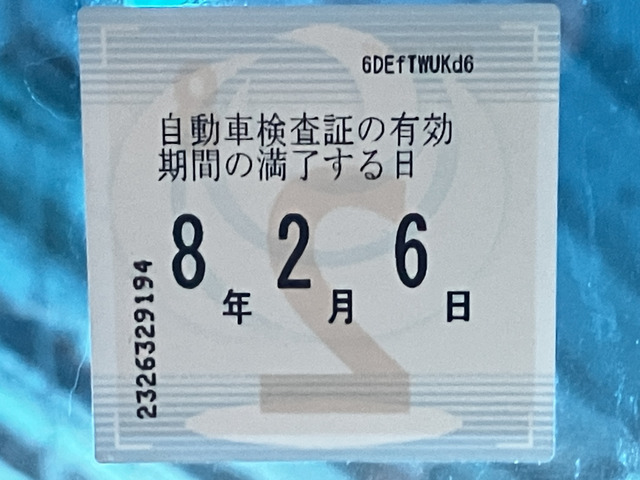 6DEfTWUKd6
自動車検査証の有効
期間の満了する日
8年 2月 6日
2326329194